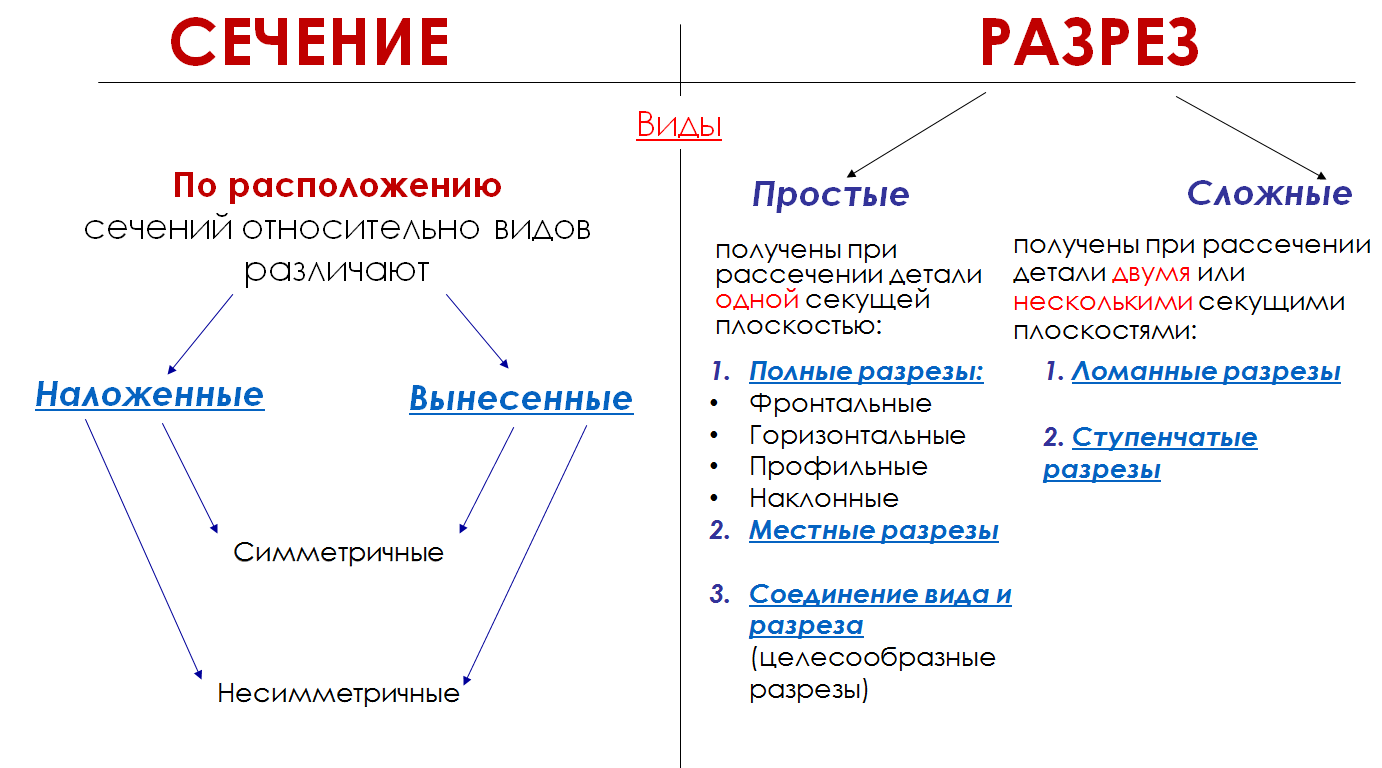 СЕЧЕНИЕ
РАЗРЕЗ
Виды
По расположению
сечений относительно видов
различают
Наложенные
Вынесенные
Симметричные
Несимметричные
Простые
получены при
рассечении детали
одной секущей
плоскостью:
1. Полные разрезы:
• Фронтальные
• Горизонтальные
• Профильные
• Наклонные
2. Местные разрезы
3. Соединение вида и
разреза
(целесообразные
разрезы)
Сложные
получены при рассечении
детали двумя или
несколькими секущими
плоскостями:
1. Ломанные разрезы
2. Ступенчатые
разрезы